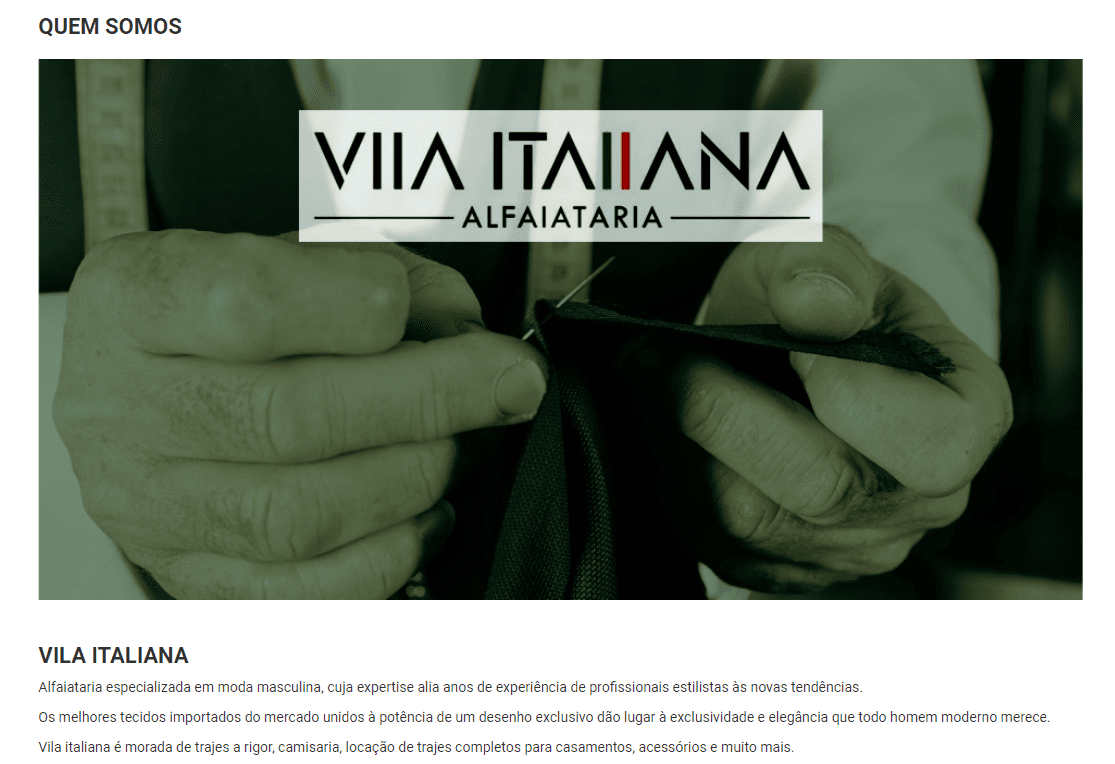 QUEM SOMOS
VILA ITALIANA
ALFAIATARIA
VILA ITALIANA
Alfaiataria especializada em moda masculina, cuja expertise alia anos de experiência de profissionais estilistas às novas tendências.
Os melhores tecidos importados do mercado unidos à potência de um desenho exclusivo dão lugar à exclusividade e elegância que todo homem moderno merece.
Vila italiana é morada de trajes a rigor, camisaria, locação de trajes completos para casamentos, acessórios e muito mais.